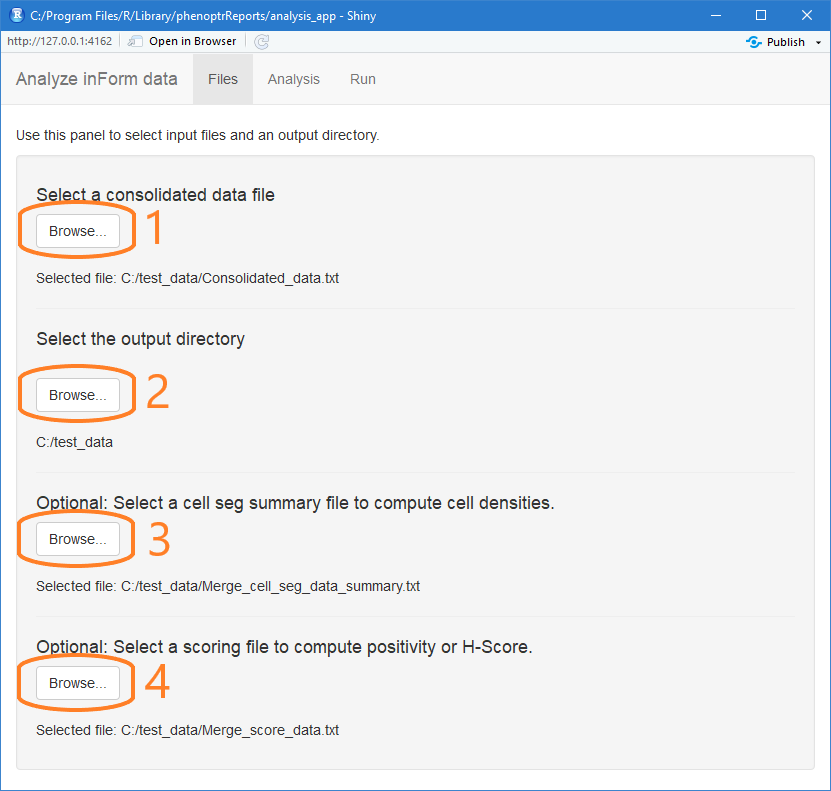 C:/Program Files/R/Library/phenoptrReports/analysis_app - Shiny
http://127.0.0.1:4162 Open in Browser Publish
Analyze inForm data Files Analysis Run
Use this panel to select input files and an output directory.
Select a consolidated data file
Browse... 1
Selected file: C:/test_data/Consolidated_data.txt
Select the output directory
Browse... 2
C:/test_data
Optional: Select a cell seg summary file to compute cell densities.
Browse... 3
Selected file: C:/test_data/Merge_cell_seg_data_summary.txt
Optional: Select a scoring file to compute positivity or H-Score.
Browse... 4
Selected file: C:/test_data/Merge_score_data.txt